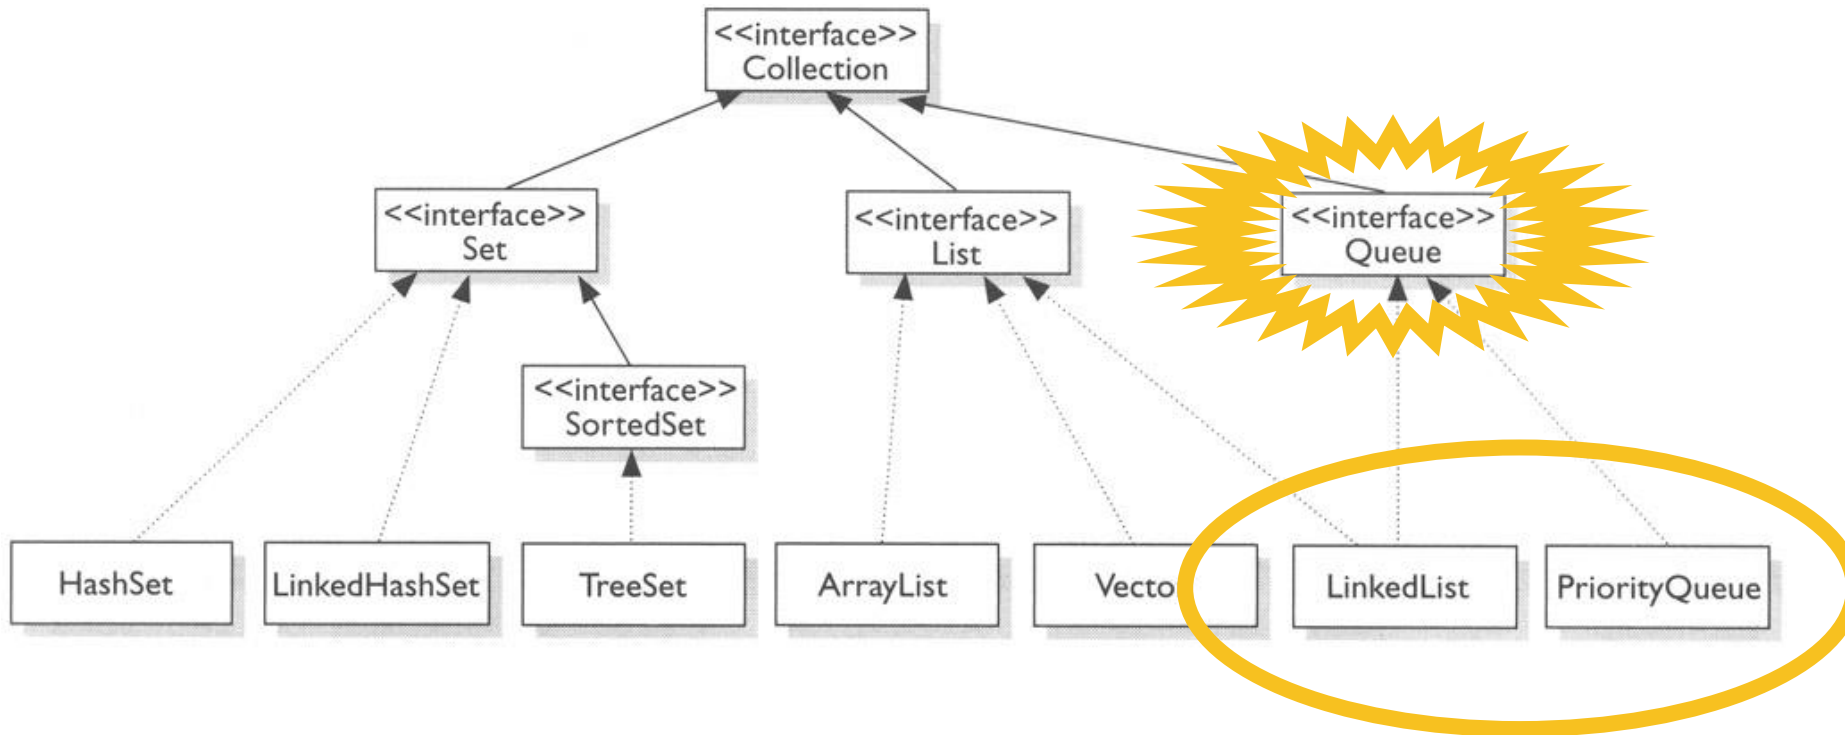 <<interface>>
Collection
<<interface>>
Set
<<interface>>
List
<<interface>>
Queue
<<interface>>
SortedSet
HashSet
LinkedHashSet
TreeSet
ArrayList
Vecto
LinkedList
PriorityQueue